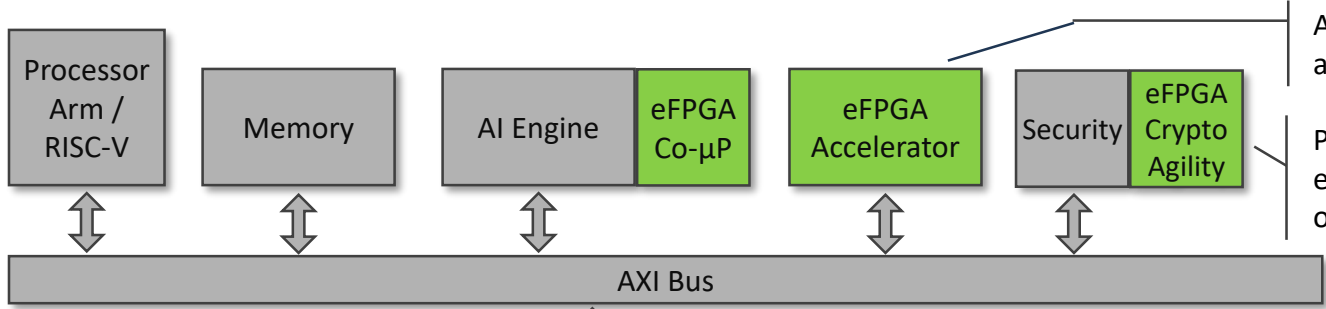 Processor
Arm /
RISC-V
Memory
AI Engine
eFPGA
Co-µP
eFPGA
Accelerator
Security
eFPGA
Crypto
Agility
AXI Bus